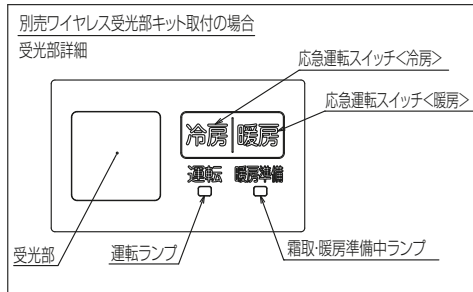 別売ワイヤレス受光部キット取付の場合
受光部詳細
応急運転スイッチ<冷房>
応急運転スイッチ<暖房>
冷房 暖房
運転 暖房準備
受光部
運転ランプ
霜取・暖房準備中ランプ